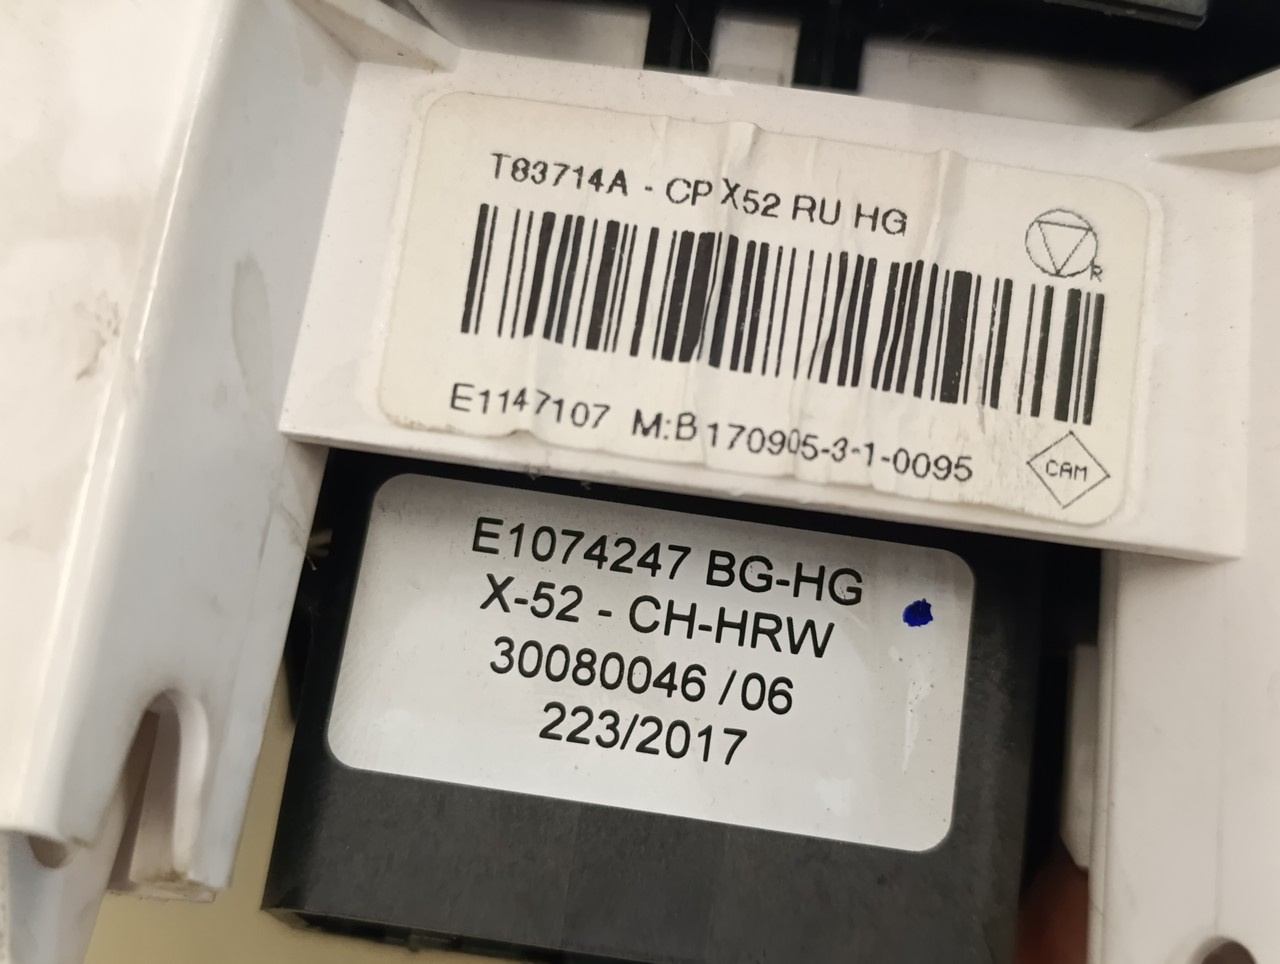 T83714A - CP X52 RU HG
R
E1147107 M:B170905-3-1-0095
CAM
E1074247 BG-HG
X-52 - CH-HRW
30080046 /06
223/2017